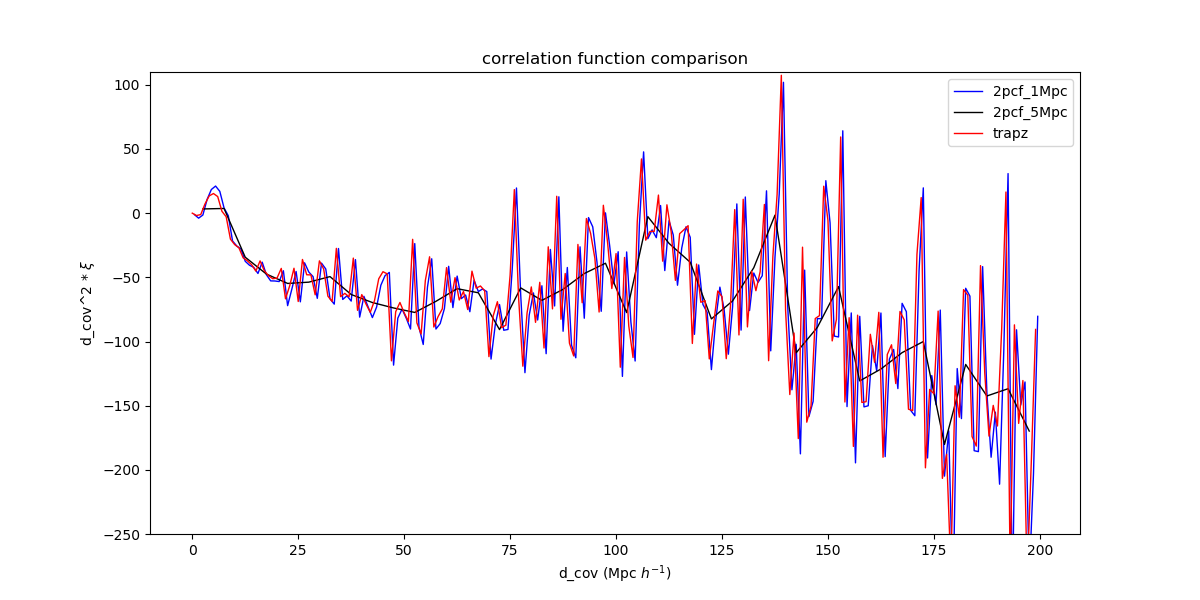 correlation function comparison
100
50
0
−50
−100
−150
−200
−250
d_cov^2 * ξ
2pcf_1Mpc
2pcf_5Mpc
trapz
0 25 50 75 100 125 150 175 200
d_cov (Mpc h⁻¹)